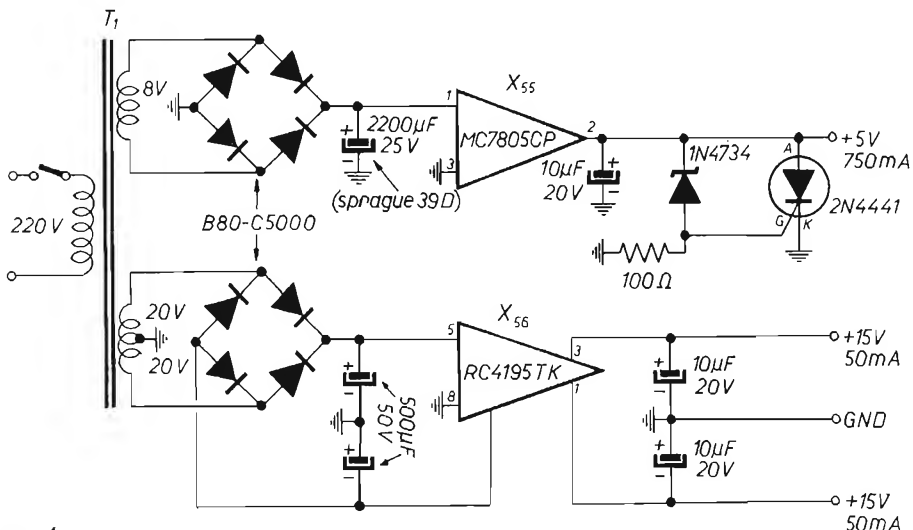 T1
8V
220V
B80-C5000
20V
20V
+
2200µF
25V
-
(sprague 39D)
1
3
X55
MC7805CP
2
10µF
20V
+
-
1N4734
100Ω
A
G
K
2N4441
+5V
750mA
+
-
500µF
50V
+
-
5
8
X56
RC4195TK
3
1
+
10µF
20V
-
+
10µF
20V
-
+15V
50mA
GND
+15V
50mA